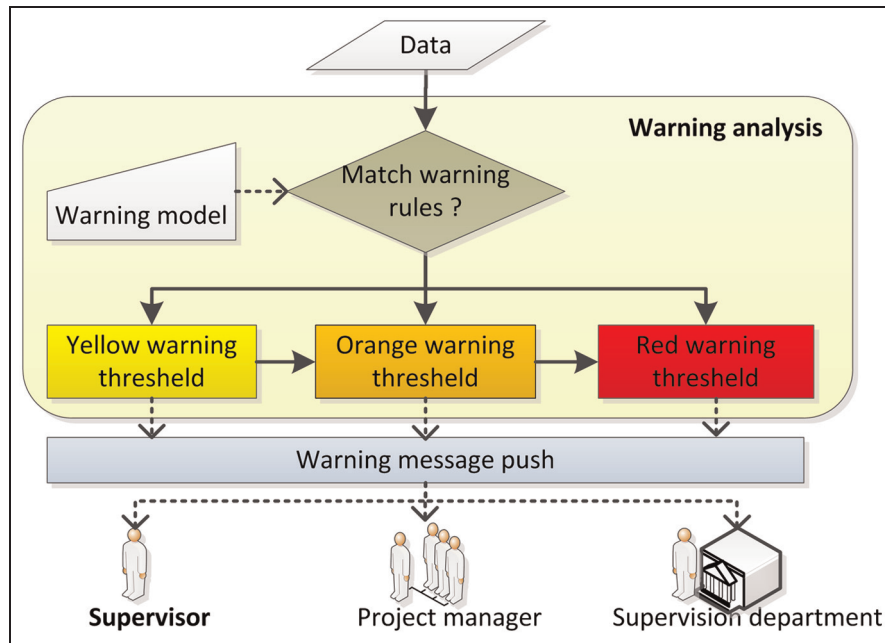 Data
Warning analysis
Match warning
rules ?
Warning model
Yellow warning
thresheld
Orange warning
thresheld
Red warning
thresheld
Warning message push
Supervisor
Project manager
Supervision department